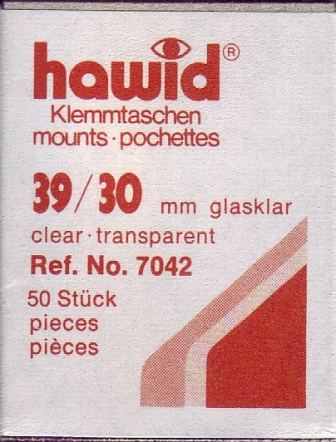 hawid®
Klemmtaschen
mounts · pochettes
39/30 mm glasklar
clear · transparent
Ref. No. 7042
50 Stück
pieces
pièces